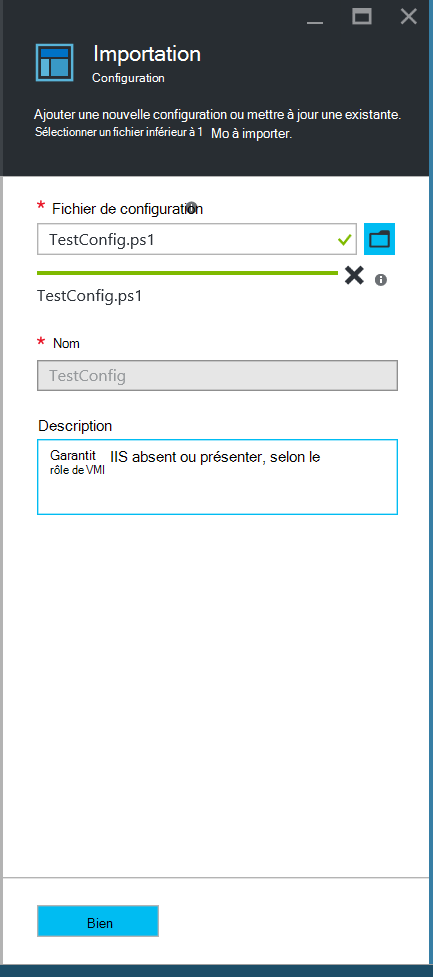 Importation
Configuration
Ajouter une nouvelle configuration ou mettre à jour une existante.
Sélectionner un fichier inférieur à 1 Mo à importer.
* Fichier de configuration
TestConfig.ps1
TestConfig.ps1
* Nom
TestConfig
Description
Garantit IIS absent ou présenter, selon le
rôle de VMI
Bien